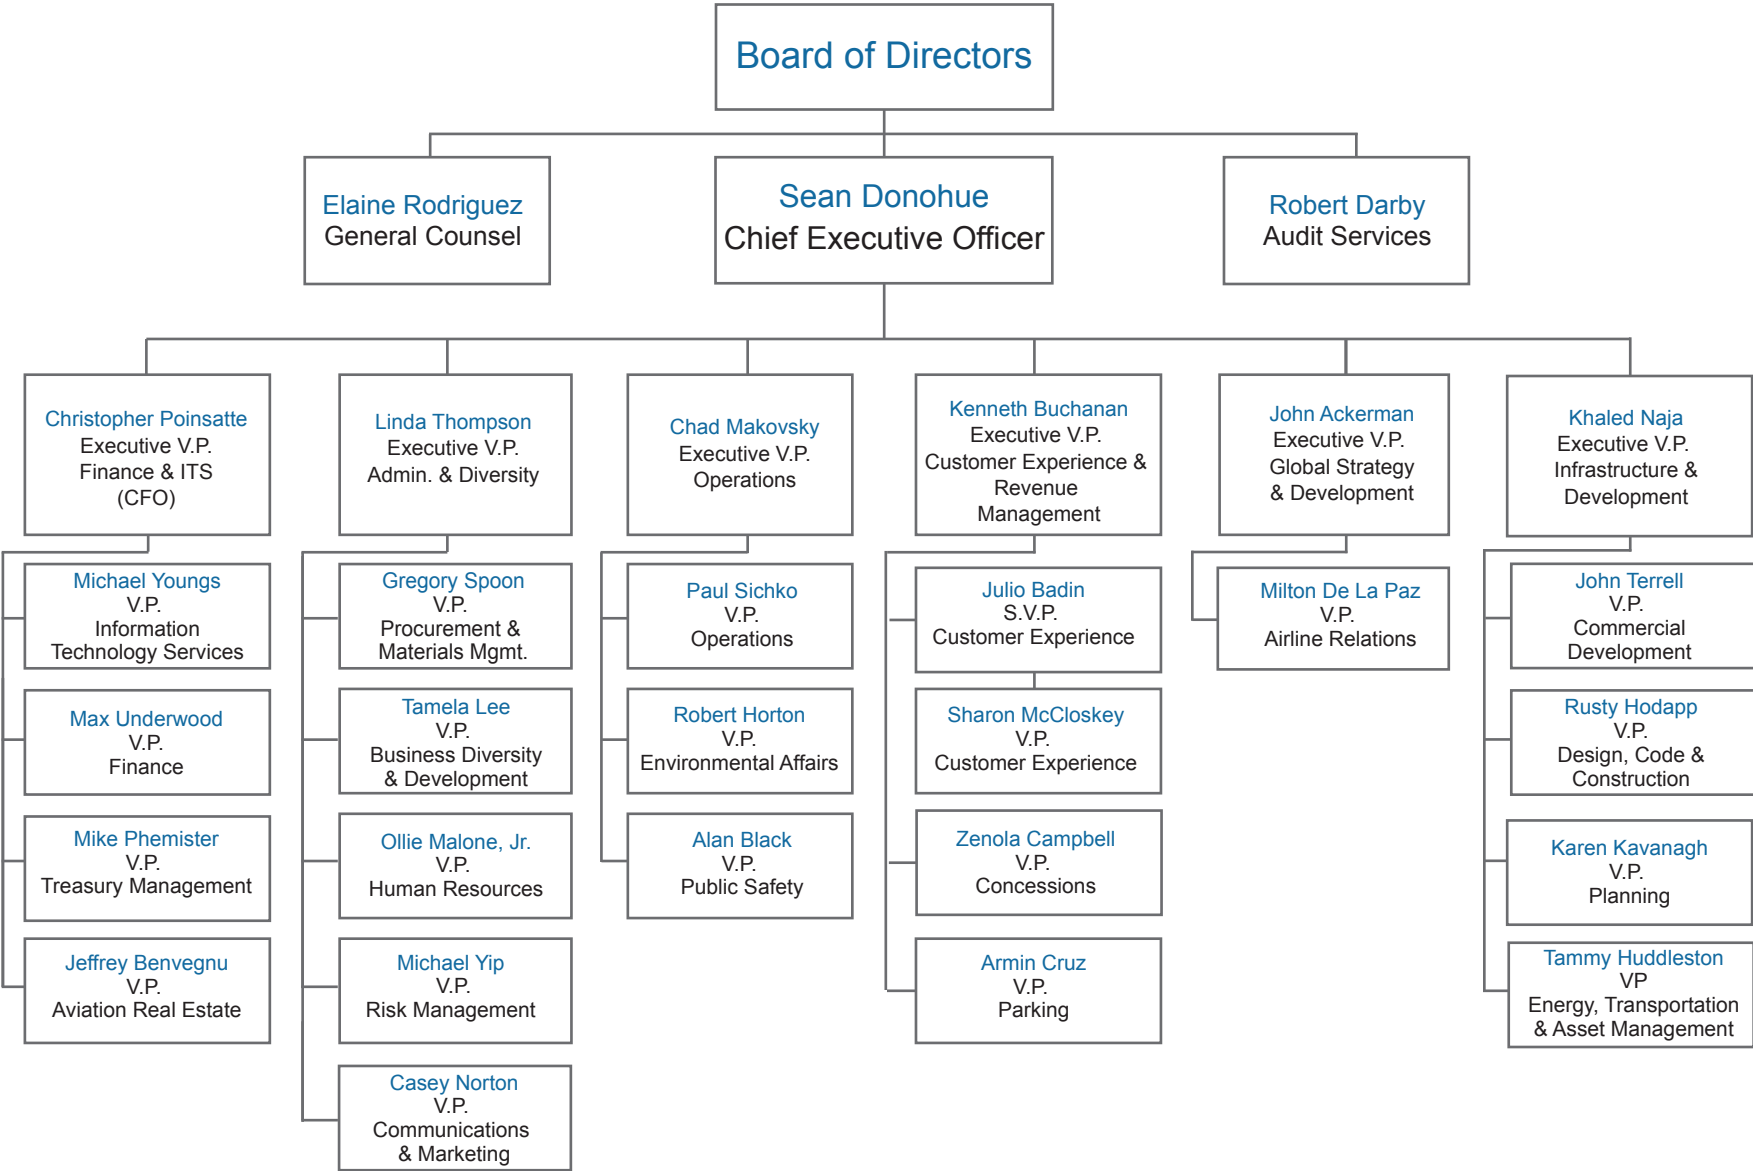 Board of Directors
Elaine Rodriguez
General Counsel
Sean Donohue
Chief Executive Officer
Robert Darby
Audit Services
Christopher Poinsatte
Executive V.P.
Finance & ITS
(CFO)
Linda Thompson
Executive V.P.
Admin. & Diversity
Chad Makovsky
Executive V.P.
Operations
Kenneth Buchanan
Executive V.P.
Customer Experience &
Revenue
Management
John Ackerman
Executive V.P.
Global Strategy
& Development
Khaled Naja
Executive V.P.
Infrastructure &
Development
Michael Youngs
V.P.
Information
Technology Services
Max Underwood
V.P.
Finance
Mike Phemister
V.P.
Treasury Management
Jeffrey Benvegnu
V.P.
Aviation Real Estate
Gregory Spoon
V.P.
Procurement &
Materials Mgmt.
Tamela Lee
V.P.
Business Diversity
& Development
Ollie Malone, Jr.
V.P.
Human Resources
Michael Yip
V.P.
Risk Management
Casey Norton
V.P.
Communications
& Marketing
Paul Sichko
V.P.
Operations
Robert Horton
V.P.
Environmental Affairs
Alan Black
V.P.
Public Safety
Julio Badin
S.V.P.
Customer Experience
Sharon McCloskey
V.P.
Customer Experience
Zenola Campbell
V.P.
Concessions
Armin Cruz
V.P.
Parking
Milton De La Paz
V.P.
Airline Relations
John Terrell
V.P.
Commercial
Development
Rusty Hodapp
V.P.
Design, Code &
Construction
Karen Kavanagh
V.P.
Planning
Tammy Huddleston
VP
Energy, Transportation
& Asset Management